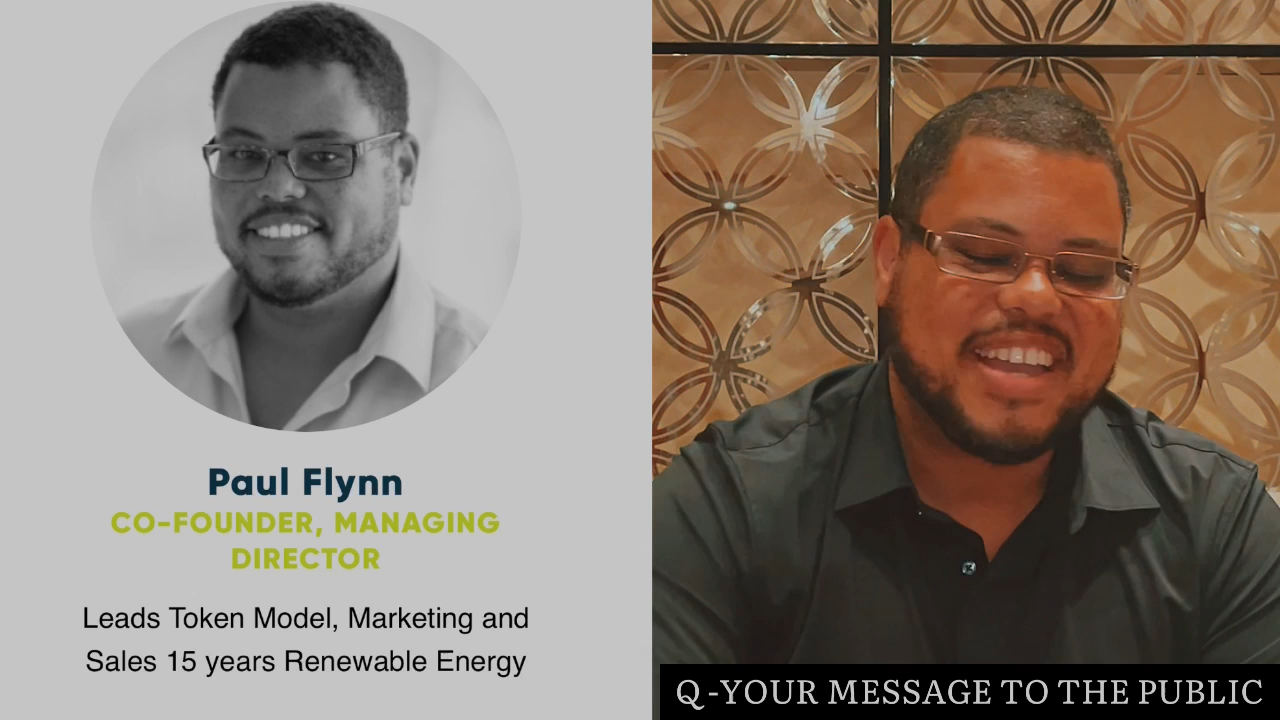 Paul Flynn
CO-FOUNDER, MANAGING
DIRECTOR
Leads Token Model, Marketing and
Sales 15 years Renewable Energy
Q -YOUR MESSAGE TO THE PUBLIC